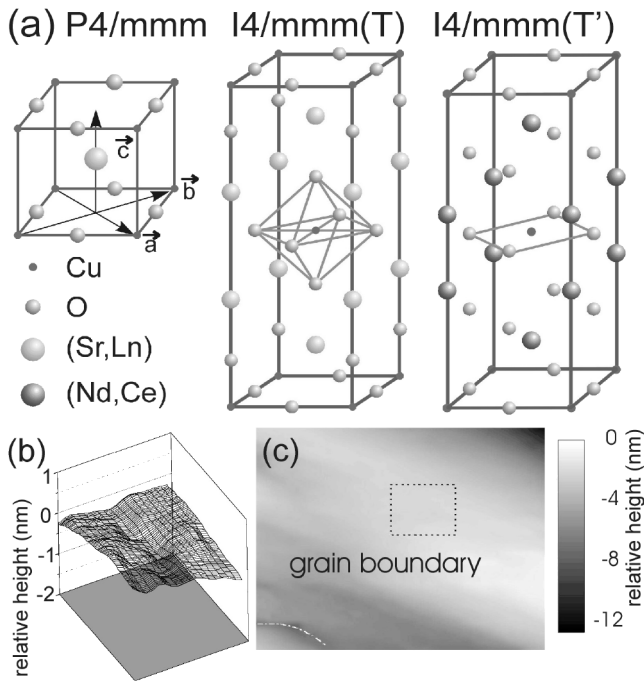 (a) P4/mmm I4/mmm(T) I4/mmm(T')
c
b
a
Cu
O
(Sr,Ln)
(Nd,Ce)
(b)
relative height (nm)
1
0
-1
-2
(c)
grain boundary
0
-4
-8
-12
relative height (nm)